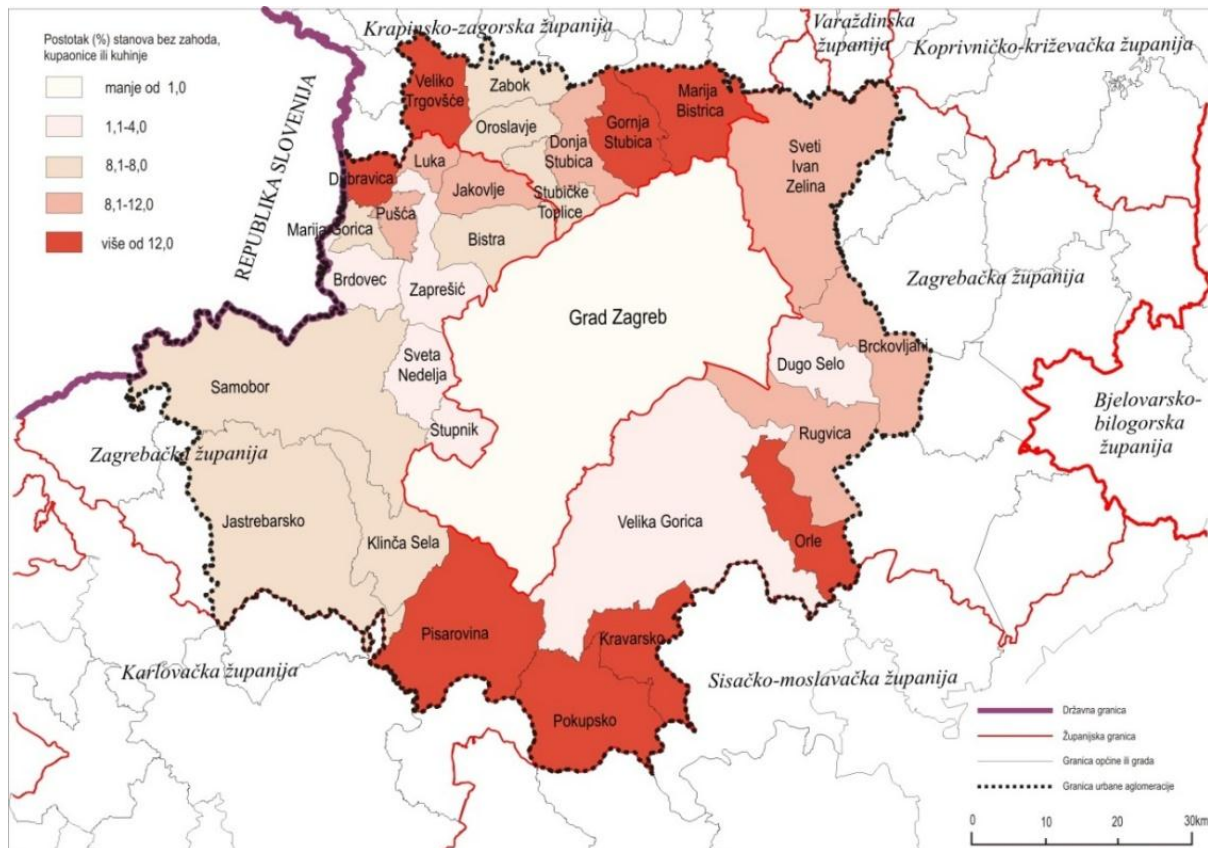 Postotak (%) stanova bez zahoda,
kupaonice ili kuhinje
manje od 1,0
1,1-4,0
8,1-8,0
8,1-12,0
više od 12,0
REPUBLIKA SLOVENIJA
Krapinsko-zagorska županija
Varaždinska
županija
Koprivničko-križevačka županija
Veliko
Trgovšće
Zabok
Oroslavje
Donja
Stubica
Gornja
Stubica
Marija
Bistrica
Sveti
Ivan
Zelina
Dubravica
Luka
Jakovlje
Stubičke
Toplice
Pušća
Marija Gorica
Bistra
Brdovec
Zaprešić
Zagrebačka županija
Grad Zagreb
Brckovljani
Dugo Selo
Sveta
Nedelja
Samobor
Stupnik
Rugvica
Bjelovarsko-
bilogorska
županija
Zagrebačka županija
Jastrebarsko
Klinča Sela
Velika Gorica
Orle
Pisarovina
Kravarsko
Karlovačka županija
Sisačko-moslavačka županija
Pokupsko
Državna granica
Županijska granica
Granica općine ili grada
Granica urbane aglomeracije
0 10 20 30km